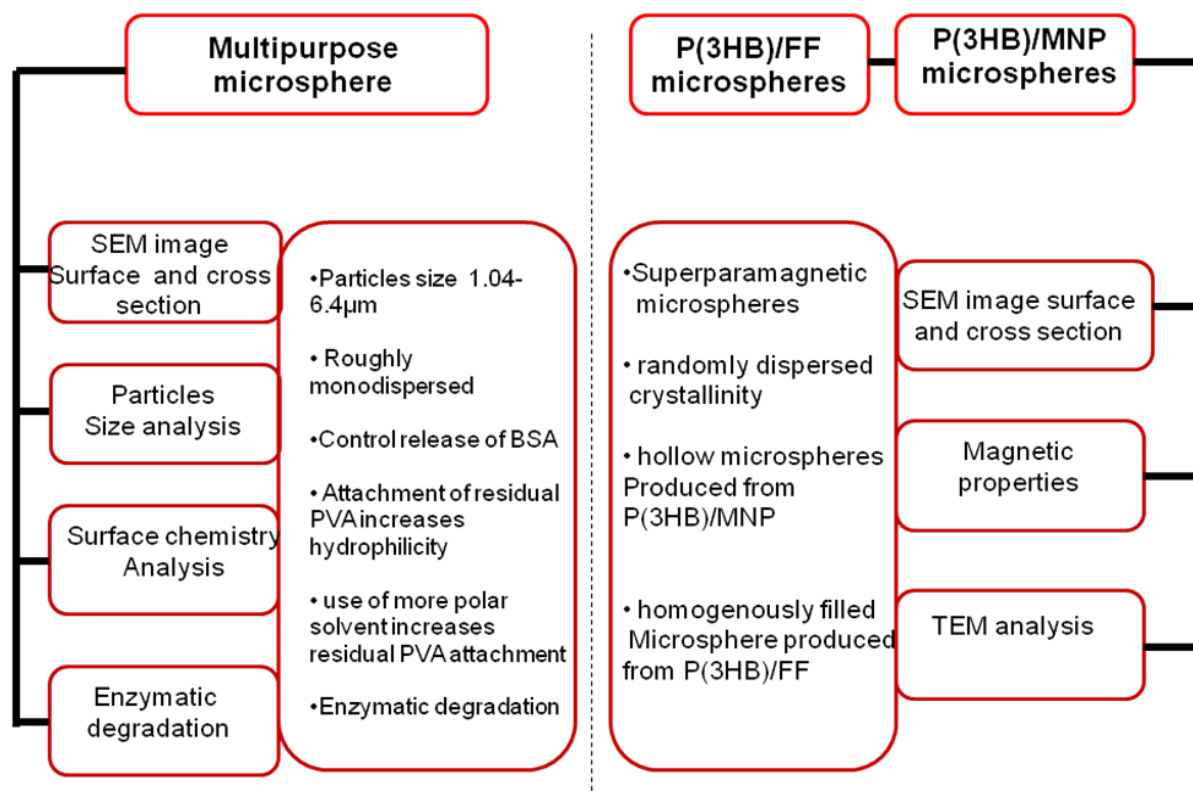 Multipurpose
microsphere
SEM image
Surface and cross
section
Particles
Size analysis
Surface chemistry
Analysis
Enzymatic
degradation
•Particles size 1.04-
6.4µm
• Roughly
monodispersed
•Control release of BSA
• Attachment of residual
PVA increases
hydrophilicity
• use of more polar
solvent increases
residual PVA attachment
•Enzymatic degradation
P(3HB)/FF
microspheres
P(3HB)/MNP
microspheres
•Superparamagnetic
microspheres
• randomly dispersed
crystallinity
• hollow microspheres
Produced from
P(3HB)/MNP
• homogenously filled
Microsphere produced
from P(3HB)/FF
SEM image surface
and cross section
Magnetic
properties
TEM analysis